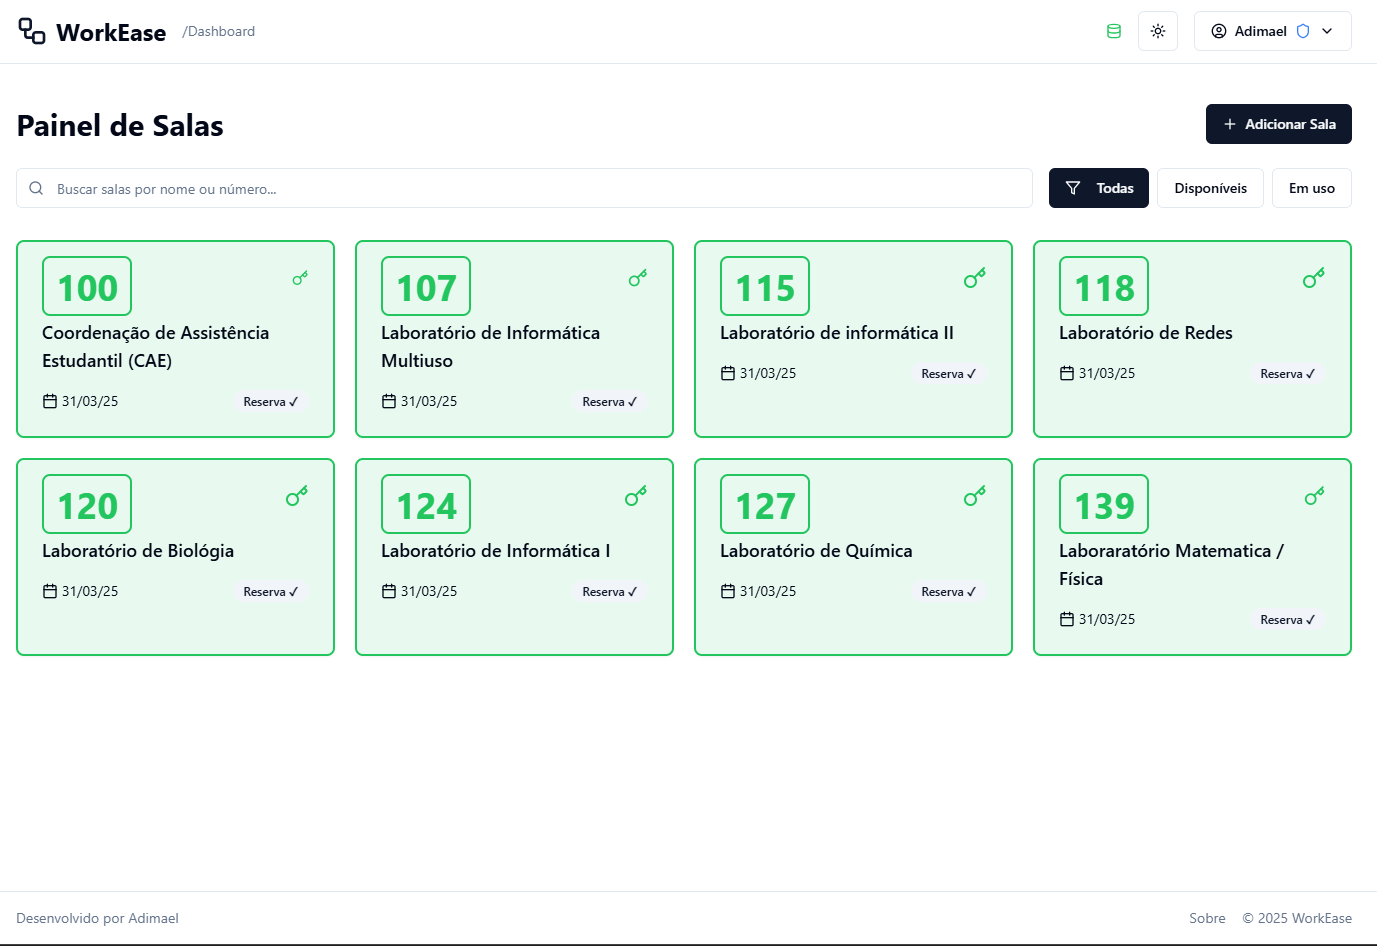 WorkEase /Dashboard
Adimael
Painel de Salas
Adicionar Sala
Buscar salas por nome ou número...
Todas
Disponíveis
Em uso
100
Coordenação de Assistência
Estudantil (CAE)
31/03/25
Reserva ✓
107
Laboratório de Informática
Multiuso
31/03/25
Reserva ✓
115
Laboratório de informática II
31/03/25
Reserva ✓
118
Laboratório de Redes
31/03/25
Reserva ✓
120
Laboratório de Biológia
31/03/25
Reserva ✓
124
Laboratório de Informática I
31/03/25
Reserva ✓
127
Laboratório de Química
31/03/25
Reserva ✓
139
Laboraratório Matematica /
Física
31/03/25
Reserva ✓
Desenvolvido por Adimael
Sobre
© 2025 WorkEase